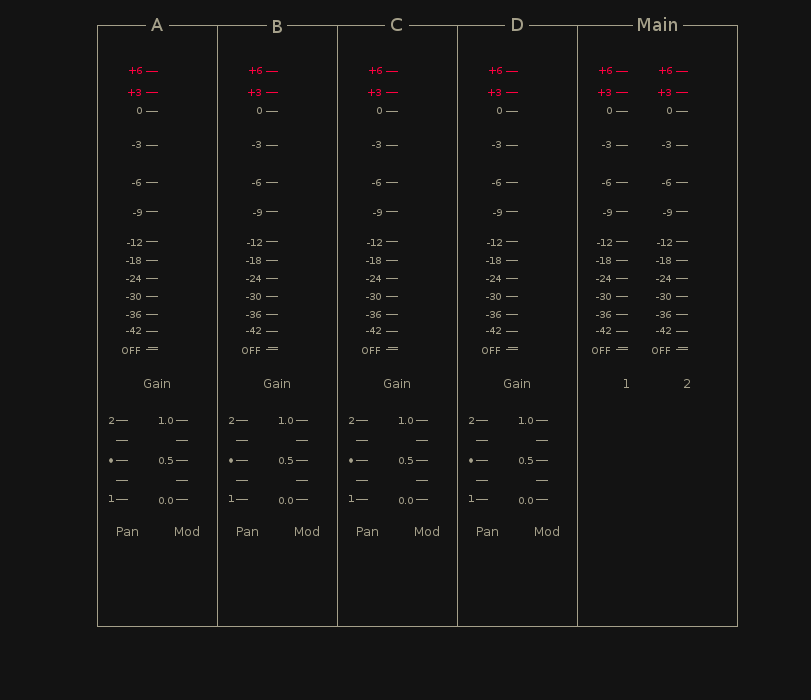 A B C D Main
+6 +6 +6 +6 +6 +6
+3 +3 +3 +3 +3 +3
0 0 0 0 0 0
-3 -3 -3 -3 -3 -3
-6 -6 -6 -6 -6 -6
-9 -9 -9 -9 -9 -9
-12 -12 -12 -12 -12 -12
-18 -18 -18 -18 -18 -18
-24 -24 -24 -24 -24 -24
-30 -30 -30 -30 -30 -30
-36 -36 -36 -36 -36 -36
-42 -42 -42 -42 -42 -42
OFF OFF OFF OFF OFF OFF
Gain Gain Gain Gain 1 2
2 1.0 2 1.0 2 1.0 2 1.0
• 0.5 • 0.5 • 0.5 • 0.5
1 0.0 1 0.0 1 0.0 1 0.0
Pan Mod Pan Mod Pan Mod Pan Mod